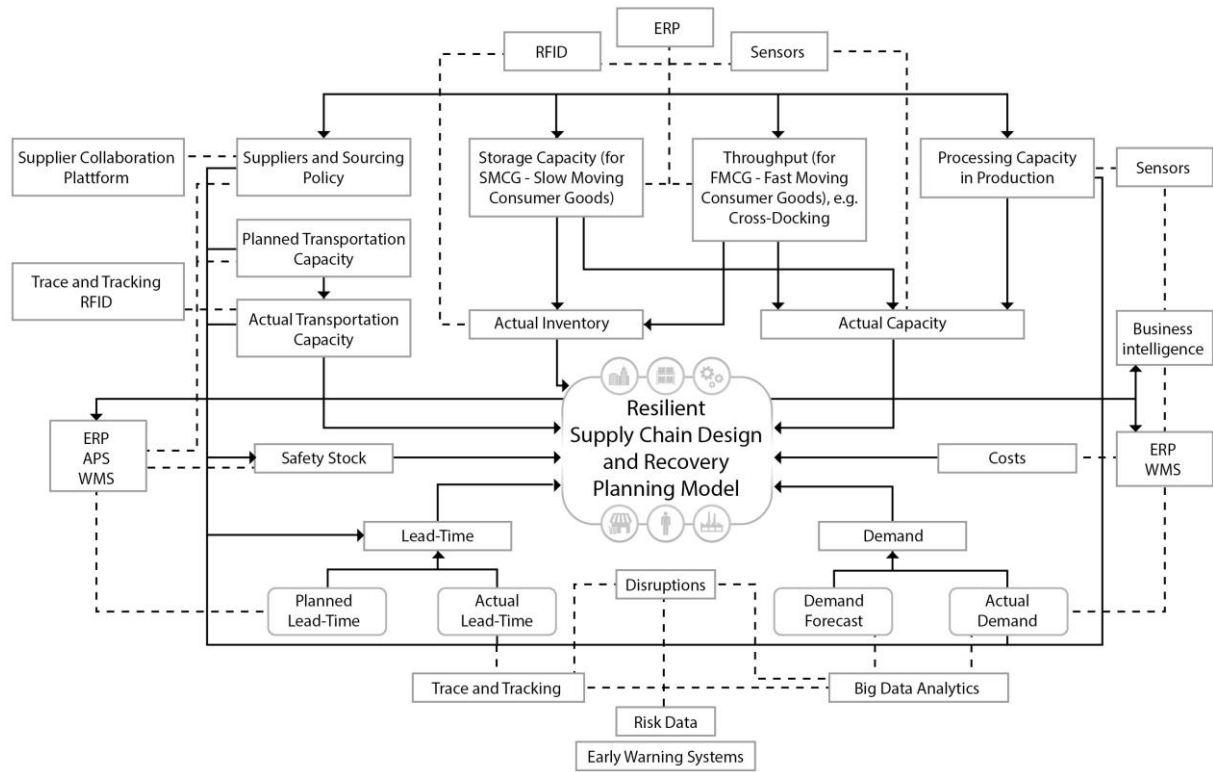 ERP
RFID
Sensors
Supplier Collaboration
Plattform
Suppliers and Sourcing
Policy
Storage Capacity (for
SMCG - Slow Moving
Consumer Goods)
Throughput (for
FMCG - Fast Moving
Consumer Goods), e.g.
Cross-Docking
Processing Capacity
in Production
Sensors
Planned Transportation
Capacity
Trace and Tracking
RFID
Actual Transportation
Capacity
Actual Inventory
Actual Capacity
Business
intelligence
Resilient
Supply Chain Design
and Recovery
Planning Model
ERP
APS
WMS
Safety Stock
Costs
ERP
WMS
Lead-Time
Demand
Disruptions
Planned
Lead-Time
Actual
Lead-Time
Demand
Forecast
Actual
Demand
Trace and Tracking
Big Data Analytics
Risk Data
Early Warning Systems